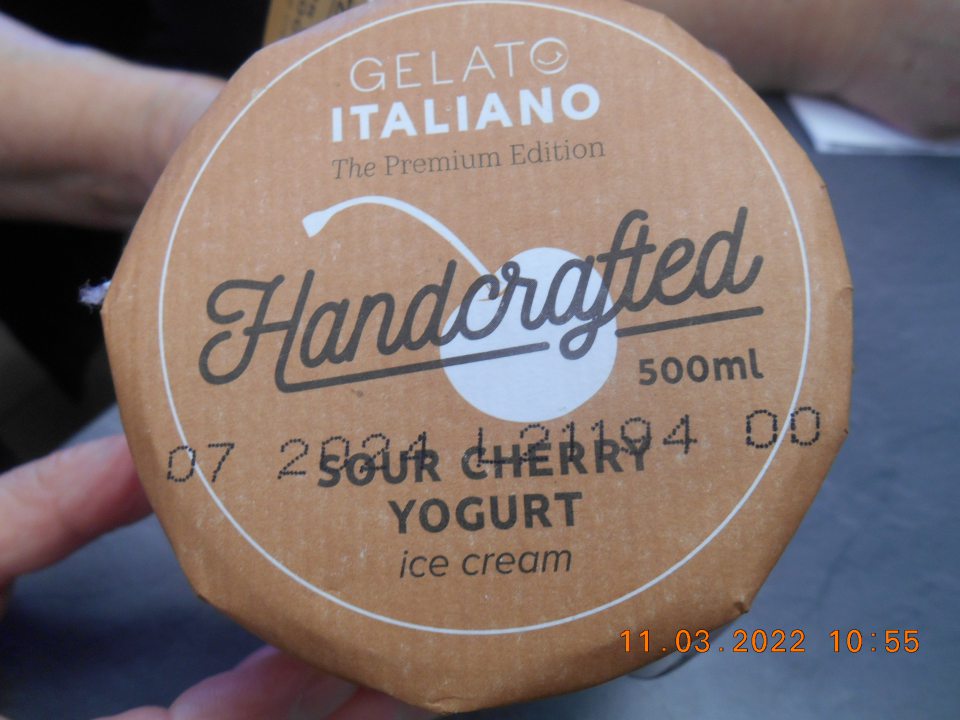 GELATO
ITALIANO
The Premium Edition
Handcrafted
500ml
07 2024 L21194 00
SOUR CHERRY
YOGURT
ice cream
11.03.2022 10:55